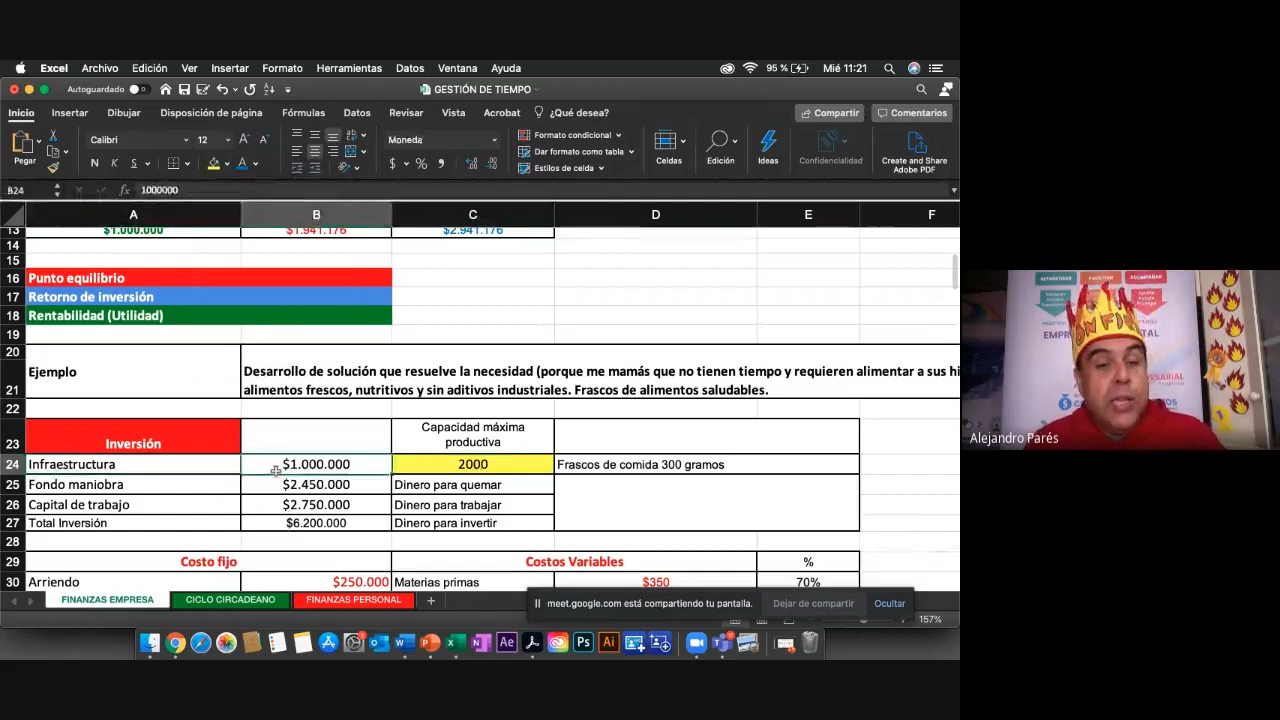 Excel Archivo Edición Ver Insertar Formato Herramientas Datos Ventana Ayuda 95 % Mié 11:21
Autoguardado GESTIÓN DE TIEMPO
Inicio Insertar Dibujar Disposición de página Fórmulas Datos Revisar Vista Acrobat ¿Qué desea? Compartir Comentarios
Pegar Calibri 12 Moneda Formato condicional
Dar formato como tabla
Estilos de celda
N K S $ %
Celdas Edición Ideas Confidencialidad Create and Share Adobe PDF
B24 fx 1000000
A B C D E F
13 $1.000.000 $1.941.176 $2.941.176
14
15
16 Punto equilibrio
17 Retorno de inversión
18 Rentabilidad (Utilidad)
19
20
21 Ejemplo Desarrollo de solución que resuelve la necesidad (porque me mamás que no tienen tiempo y requieren alimentar a sus hi
alimentos frescos, nutritivos y sin aditivos industriales. Frascos de alimentos saludables.
22
23 Inversión Capacidad máxima productiva
24 Infraestructura $1.000.000 2000 Frascos de comida 300 gramos
25 Fondo maniobra $2.450.000 Dinero para quemar
26 Capital de trabajo $2.750.000 Dinero para trabajar
27 Total Inversión $6.200.000 Dinero para invertir
28
29 Costo fijo Costos Variables %
30 Arriendo $250.000 Materias primas $350 70%
FINANZAS EMPRESA CICLO CIRCADEANO FINANZAS PERSONAL +
meet.google.com está compartiendo tu pantalla. Dejar de compartir Ocultar
157%
Ae Ps Ai
ON FIRE
Alejandro Parés